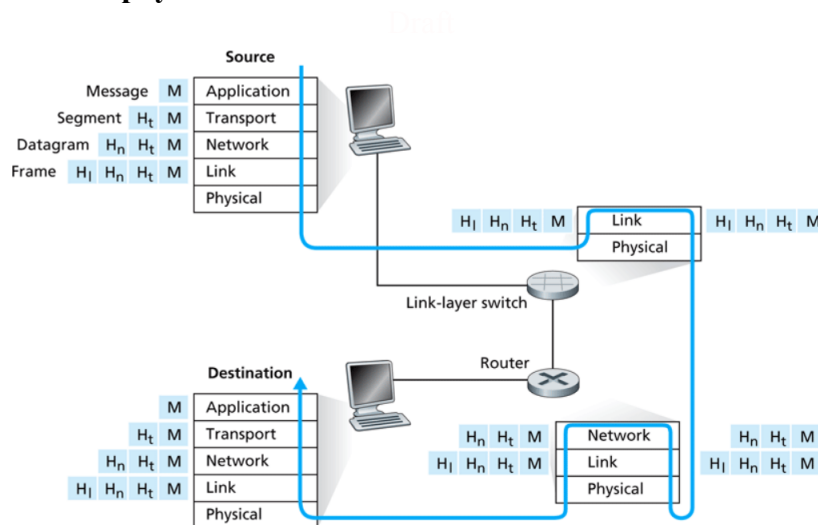 Source
Message M Application
Segment Ht M Transport
Datagram Hn Ht M Network
Frame Hl Hn Ht M Link
Physical
Hl Hn Ht M Link Hl Hn Ht M
Physical
Link-layer switch
Router
Destination
M Application
Ht M Transport
Hn Ht M Network
Hl Hn Ht M Link
Physical
Hn Ht M Network Hn Ht M
Hl Hn Ht M Link Hl Hn Ht M
Physical